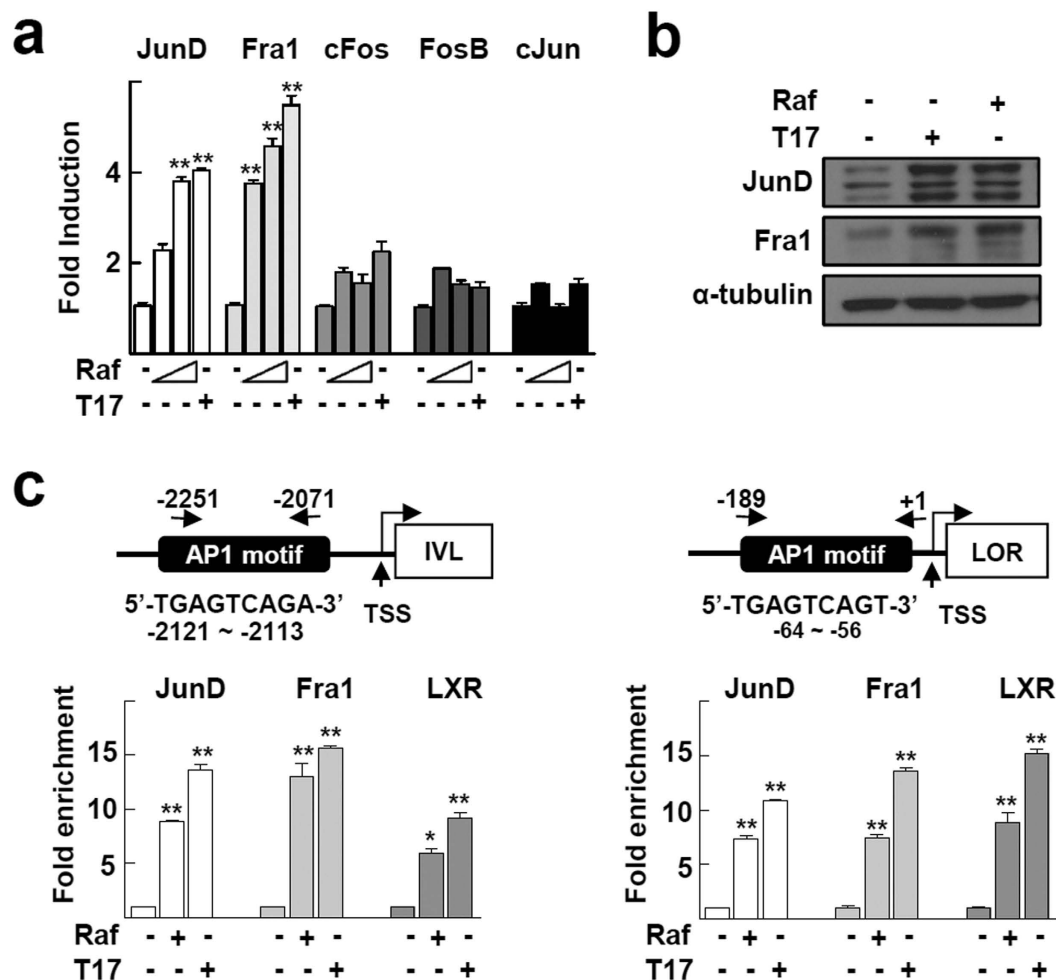 a
JunD Fra1 cFos FosB cJun
Fold Induction
4
2
** ** ** ** **
Raf - - - - - - - - - -
T17 - - - + - - - + - - - + - - - + - - - +
b
Raf - - +
T17 - + -
JunD
Fra1
α-tubulin
c
-2251 -2071
AP1 motif IVL
5’-TGAGTCAGA-3’
-2121 ~ -2113
TSS
-189 +1
AP1 motif LOR
5’-TGAGTCAGT-3’
-64 ~ -56
TSS
JunD Fra1 LXR
Fold enrichment
15
10
5
** ** ** ** * **
Raf - + - - + - - + -
T17 - - + - - + - - +
JunD Fra1 LXR
Fold enrichment
15
10
5
** ** ** ** ** **
Raf - + - - + - - + -
T17 - - + - - + - - +